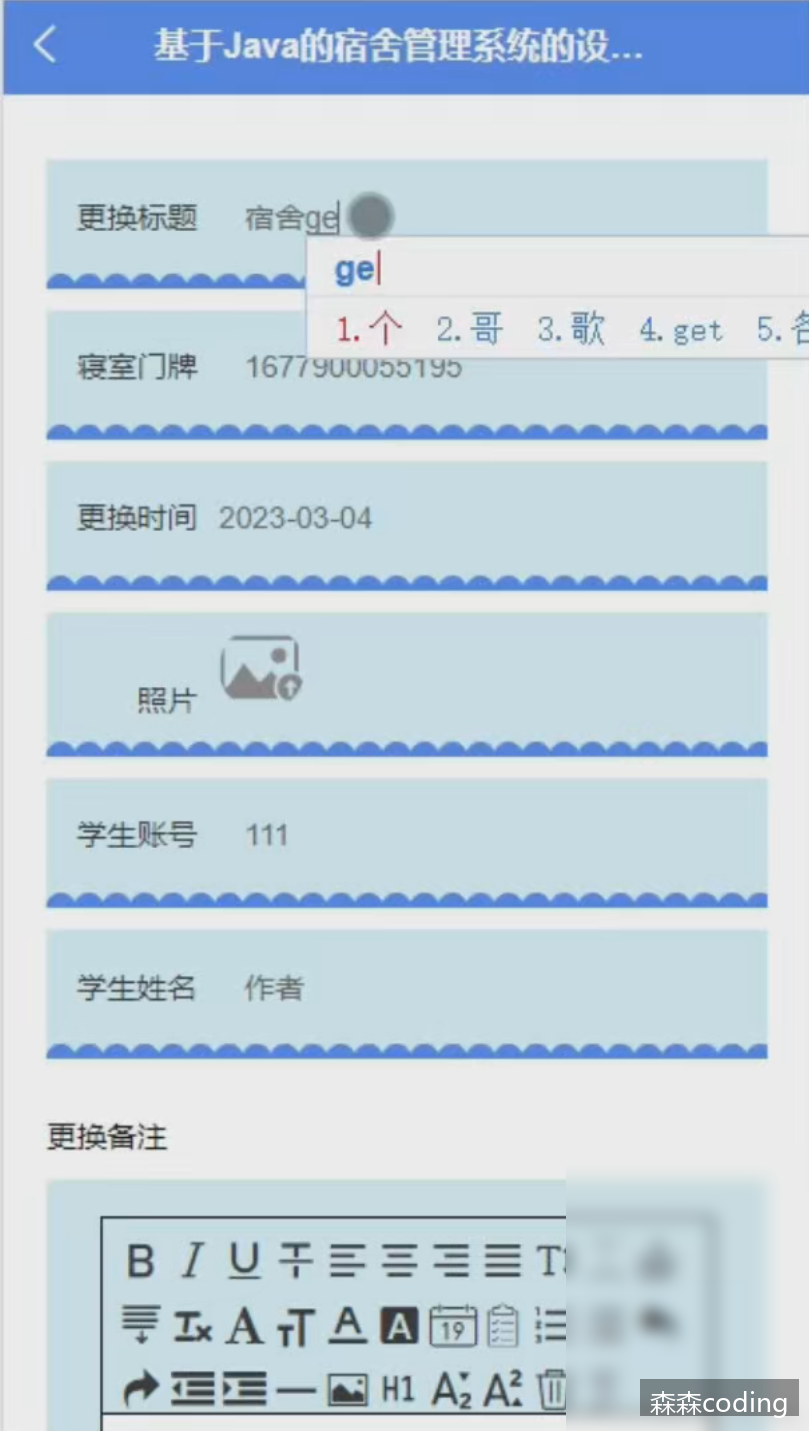 基于Java的宿舍管理系统的设...
更换标题 宿舍ge
ge
1.个 2.哥 3.歌 4.get 5.各
寝室门牌 1677900055195
更换时间 2023-03-04
照片
学生账号 111
学生姓名 作者
更换备注
B I U
A A A 19
H1 A2 A2
森森coding